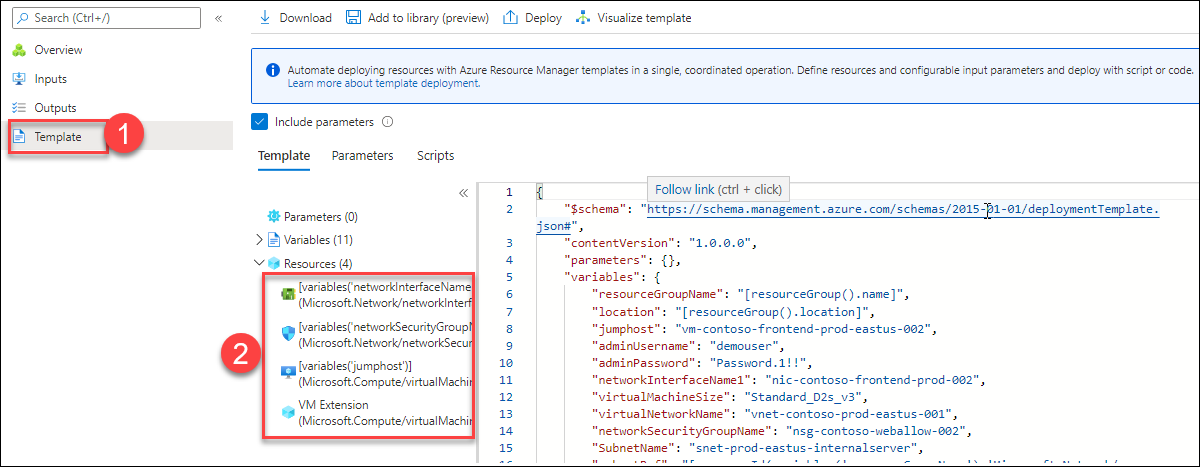 Search (Ctrl+/)
«
Download
Add to library (preview)
Deploy
Visualize template
Overview
Inputs
Outputs
Template
1
Automate deploying resources with Azure Resource Manager templates in a single, coordinated operation. Define resources and configurable input parameters and deploy with script or code.
Learn more about template deployment.
Include parameters
Template
Parameters
Scripts
«
Parameters (0)
Variables (11)
Resources (4)
[variables('networkInterfaceName
(Microsoft.Network/networkInterf
[variables('networkSecurityGroupN
(Microsoft.Network/networkSecur
[variables('jumphost')]
(Microsoft.Compute/virtualMachin
VM Extension
(Microsoft.Compute/virtualMachin
2
Follow link (ctrl + click)
1 {
2 "$schema": "https://schema.management.azure.com/schemas/2015-01-01/deploymentTemplate.
json#",
3 "contentVersion": "1.0.0.0",
4 "parameters": {},
5 "variables": {
6 "resourceGroupName": "[resourceGroup().name]",
7 "location": "[resourceGroup().location]",
8 "jumphost": "vm-contoso-frontend-prod-eastus-002",
9 "adminUsername": "demouser",
10 "adminPassword": "Password.1!!",
11 "networkInterfaceName1": "nic-contoso-frontend-prod-002",
12 "virtualMachineSize": "Standard_D2s_v3",
13 "virtualNetworkName": "vnet-contoso-prod-eastus-001",
14 "networkSecurityGroupName": "nsg-contoso-weballow-002",
15 "SubnetName": "snet-prod-eastus-internalserver",
16